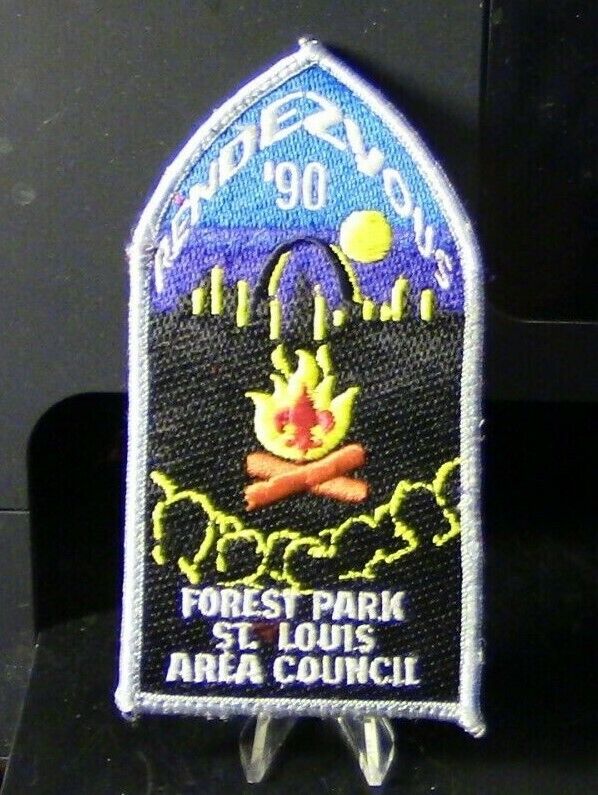 RENDEZVOUS
'90
FOREST PARK
ST. LOUIS
AREA COUNCIL